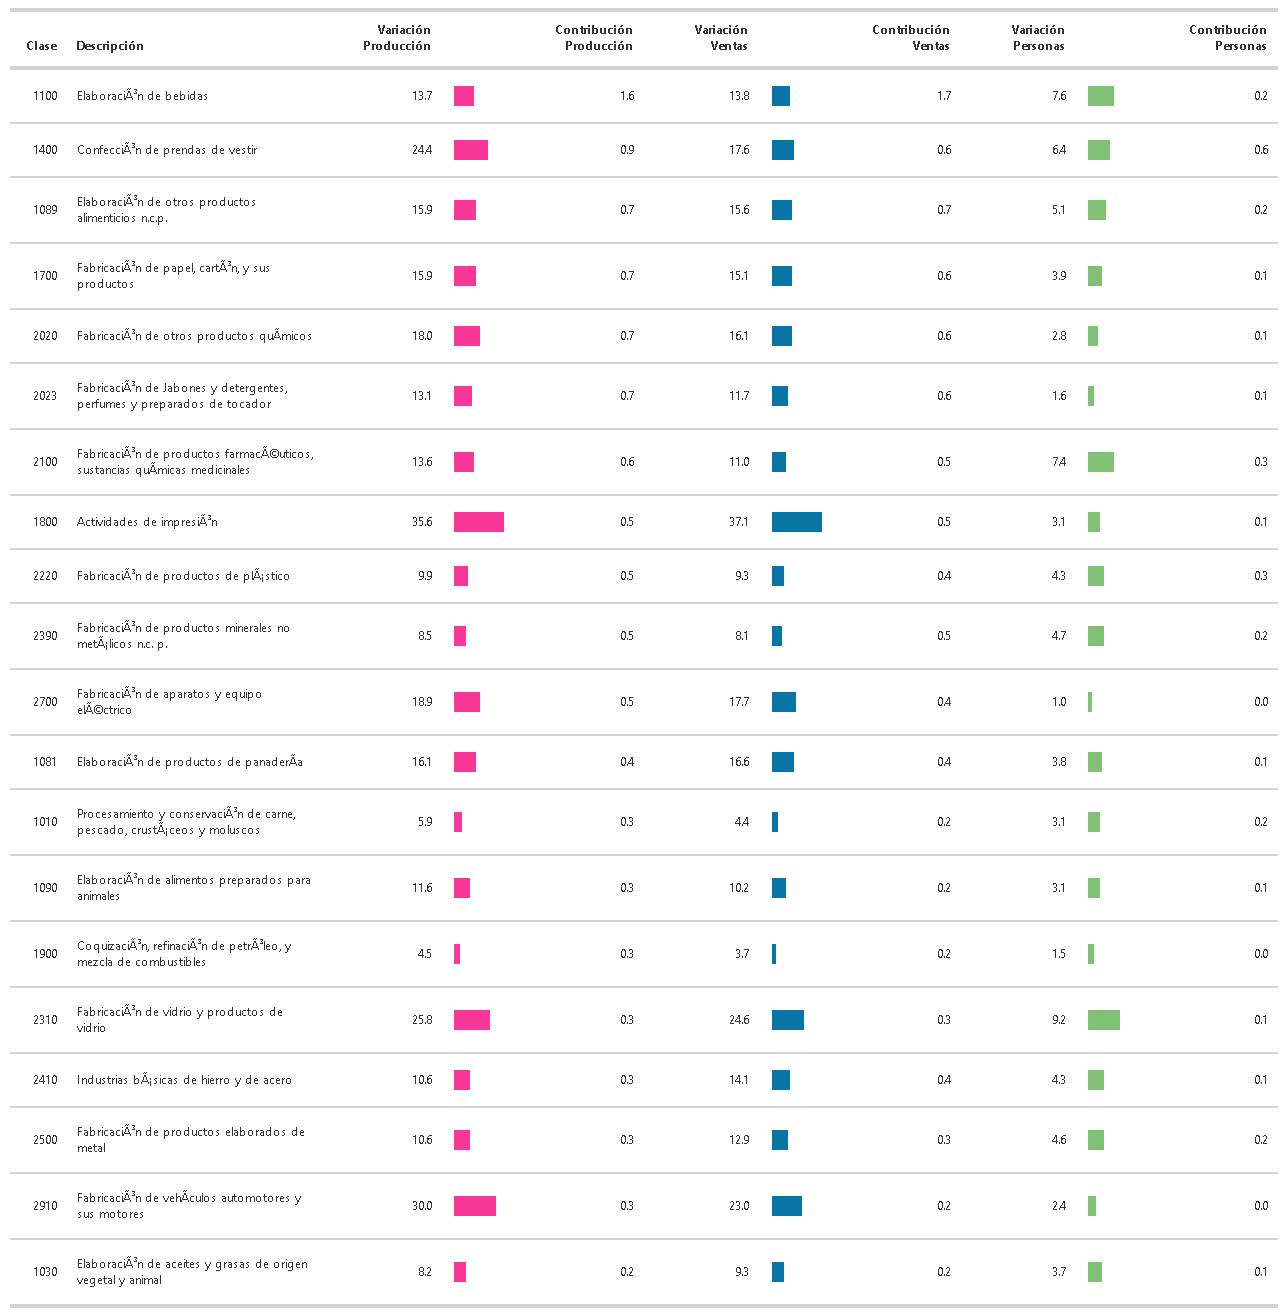 Clase Descripción Variación Producción Contribución Producción Variación Ventas Contribución Ventas Variación Personas Contribución Personas
1100 ElaboraciÃ³n de bebidas 13.7 1.6 13.8 1.7 7.6 0.2
1400 ConfecciÃ³n de prendas de vestir 24.4 0.9 17.6 0.6 6.4 0.6
1089 ElaboraciÃ³n de otros productos alimenticios n.c.p. 15.9 0.7 15.6 0.7 5.1 0.2
1700 FabricaciÃ³n de papel, cartÃ³n, y sus productos 15.9 0.7 15.1 0.6 3.9 0.1
2020 FabricaciÃ³n de otros productos quÃmicos 18.0 0.7 16.1 0.6 2.8 0.1
2023 FabricaciÃ³n de Jabones y detergentes, perfumes y preparados de tocador 13.1 0.7 11.7 0.6 1.6 0.1
2100 FabricaciÃ³n de productos farmacÃ©uticos, sustancias quÃmicas medicinales 13.6 0.6 11.0 0.5 7.4 0.3
1800 Actividades de impresiÃ³n 35.6 0.5 37.1 0.5 3.1 0.1
2220 FabricaciÃ³n de productos de plÃ¡stico 9.9 0.5 9.3 0.4 4.3 0.3
2390 FabricaciÃ³n de productos minerales no metÃ¡licos n.c. p. 8.5 0.5 8.1 0.5 4.7 0.2
2700 FabricaciÃ³n de aparatos y equipo elÃ©ctrico 18.9 0.5 17.7 0.4 1.0 0.0
1081 ElaboraciÃ³n de productos de panaderÃa 16.1 0.4 16.6 0.4 3.8 0.1
1010 Procesamiento y conservaciÃ³n de carne, pescado, crustÃ¡ceos y moluscos 5.9 0.3 4.4 0.2 3.1 0.2
1090 ElaboraciÃ³n de alimentos preparados para animales 11.6 0.3 10.2 0.2 3.1 0.1
1900 CoquizaciÃ³n, refinaciÃ³n de petrÃ³leo, y mezcla de combustibles 4.5 0.3 3.7 0.2 1.5 0.0
2310 FabricaciÃ³n de vidrio y productos de vidrio 25.8 0.3 24.6 0.3 9.2 0.1
2410 Industrias bÃ¡sicas de hierro y de acero 10.6 0.3 14.1 0.4 4.3 0.1
2500 FabricaciÃ³n de productos elaborados de metal 10.6 0.3 12.9 0.3 4.6 0.2
2910 FabricaciÃ³n de vehÃculos automotores y sus motores 30.0 0.3 23.0 0.2 2.4 0.0
1030 ElaboraciÃ³n de aceites y grasas de origen vegetal y animal 8.2 0.2 9.3 0.2 3.7 0.1